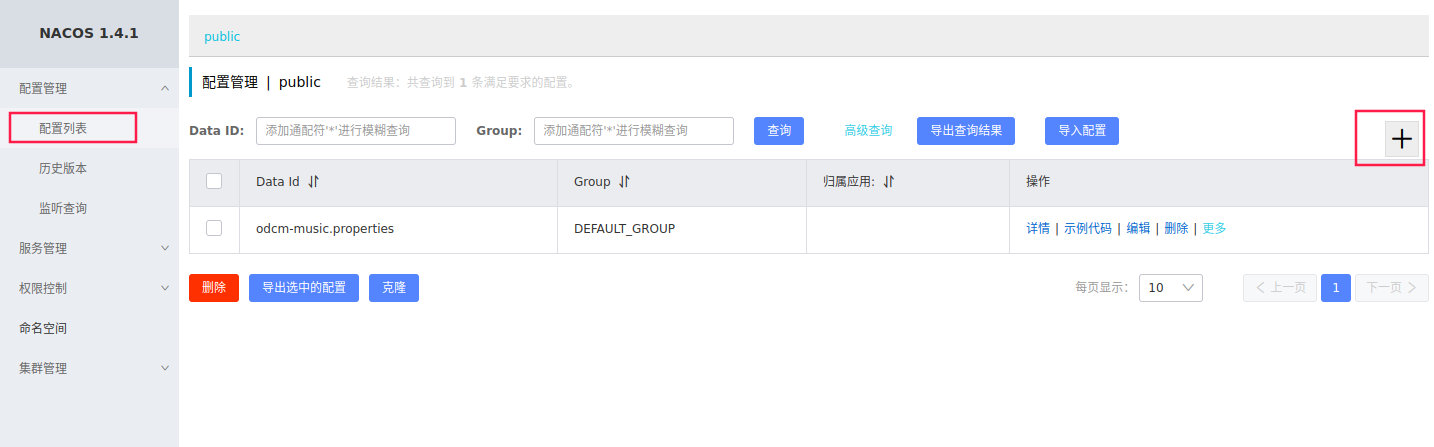 NACOS 1.4.1
配置管理
配置列表
历史版本
监听查询
服务管理
权限控制
命名空间
集群管理
public
配置管理 | public 查询结果：共查询到 1 条满足要求的配置。
Data ID: 添加通配符'*'进行模糊查询 Group: 添加通配符'*'进行模糊查询 查询 高级查询 导出查询结果 导入配置
Data Id Group 归属应用: 操作
odcm-music.properties DEFAULT_GROUP 详情 | 示例代码 | 编辑 | 删除 | 更多
删除 导出选中的配置 克隆 每页显示： 10 上一页 1 下一页